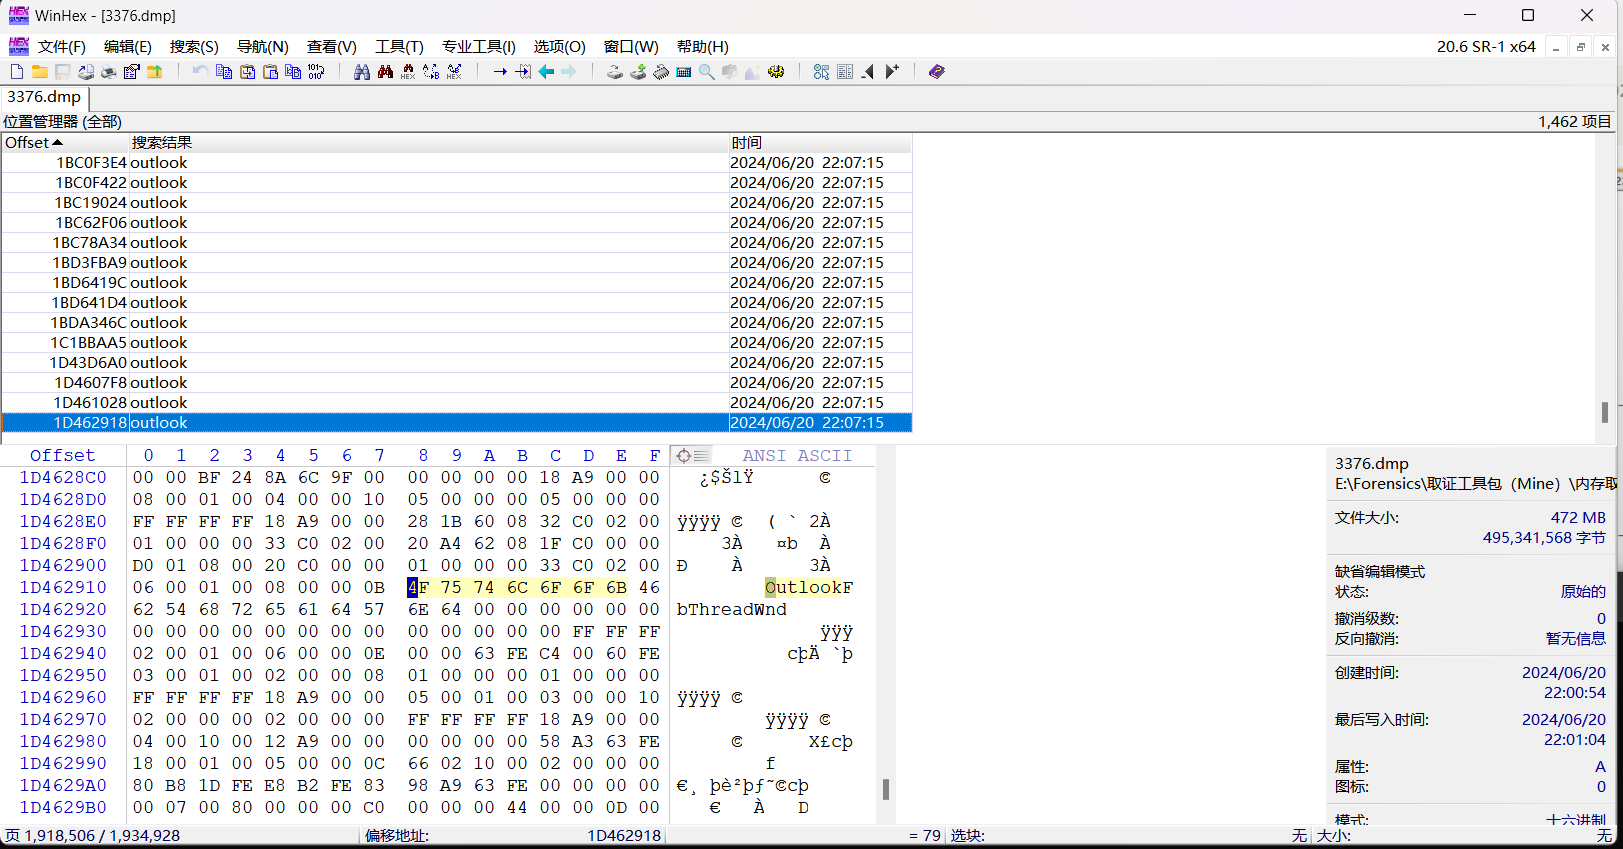 WinHex - [3376.dmp]
文件(F) 编辑(E) 搜索(S) 导航(N) 查看(V) 工具(T) 专业工具(I) 选项(O) 窗口(W) 帮助(H) 20.6 SR-1 x64
3376.dmp
位置管理器 (全部) 1,462 项目
Offset 搜索结果 时间
1BC0F3E4 outlook 2024/06/20 22:07:15
1BC0F422 outlook 2024/06/20 22:07:15
1BC19024 outlook 2024/06/20 22:07:15
1BC62F06 outlook 2024/06/20 22:07:15
1BC78A34 outlook 2024/06/20 22:07:15
1BD3FBA9 outlook 2024/06/20 22:07:15
1BD6419C outlook 2024/06/20 22:07:15
1BD641D4 outlook 2024/06/20 22:07:15
1BDA346C outlook 2024/06/20 22:07:15
1C1BBAA5 outlook 2024/06/20 22:07:15
1D43D6A0 outlook 2024/06/20 22:07:15
1D4607F8 outlook 2024/06/20 22:07:15
1D461028 outlook 2024/06/20 22:07:15
1D462918 outlook 2024/06/20 22:07:15
Offset 0 1 2 3 4 5 6 7 8 9 A B C D E F ANSI ASCII
1D4628C0 00 00 BF 24 8A 6C 9F 00 00 00 00 00 18 A9 00 00 ¿$ŠlŸ ©
1D4628D0 08 00 01 00 04 00 00 10 05 00 00 00 05 00 00 00
1D4628E0 FF FF FF FF 18 A9 00 00 28 1B 60 08 32 C0 02 00 ÿÿÿÿ © ( ` 2À
1D4628F0 01 00 00 00 33 C0 02 00 20 A4 62 08 1F C0 00 00 3À ¤b À
1D462900 D0 01 08 00 20 C0 00 00 01 00 00 00 33 C0 02 00 Ð À 3À
1D462910 06 00 01 00 08 00 00 0B 4F 75 74 6C 6F 6F 6B 46 OutlookF
1D462920 62 54 68 72 65 61 64 57 6E 64 00 00 00 00 00 00 bThreadWnd
1D462930 00 00 00 00 00 00 00 00 00 00 00 00 00 FF FF FF ÿÿÿ
1D462940 02 00 01 00 06 00 00 0E 00 00 63 FE C4 00 60 FE cþÄ `þ
1D462950 03 00 01 00 02 00 00 08 01 00 00 00 01 00 00 00
1D462960 FF FF FF FF 18 A9 00 00 05 00 01 00 03 00 00 10 ÿÿÿÿ ©
1D462970 02 00 00 00 02 00 00 00 FF FF FF FF 18 A9 00 00 ÿÿÿÿ ©
1D462980 04 00 10 00 12 A9 00 00 00 00 00 00 58 A3 63 FE © X£cþ
1D462990 18 00 01 00 05 00 00 0C 66 02 10 00 02 00 00 00 f
1D4629A0 80 B8 1D FE E8 B2 FE 83 98 A9 63 FE 00 00 00 00 €¸ þè²þƒ˜©cþ
1D4629B0 00 07 00 80 00 00 00 C0 00 00 00 44 00 00 0D 00 € À D
3376.dmp
E:\Forensics\取证工具包（Mine）\内存取
文件大小: 472 MB
495,341,568 字节
缺省编辑模式
状态: 原始的
撤消级数: 0
反向撤消: 暂无信息
创建时间: 2024/06/20
22:00:54
最后写入时间: 2024/06/20
22:01:04
属性: A
图标: 0
模式: 十六进制
页 1,918,506 / 1,934,928 偏移地址: 1D462918 = 79 选块: 无 大小: 无